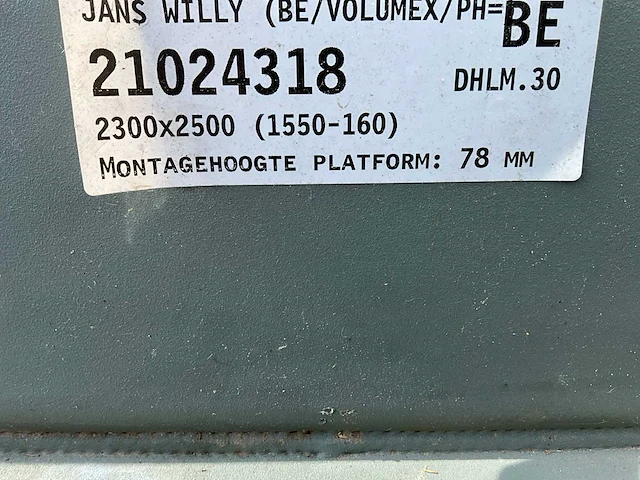 JANS WILLY (BE/VOLUMEX/PH=
BE
21024318
DHLM.30
2300x2500 (1550-160)
MONTAGEHOOGTE PLATFORM: 78 MM